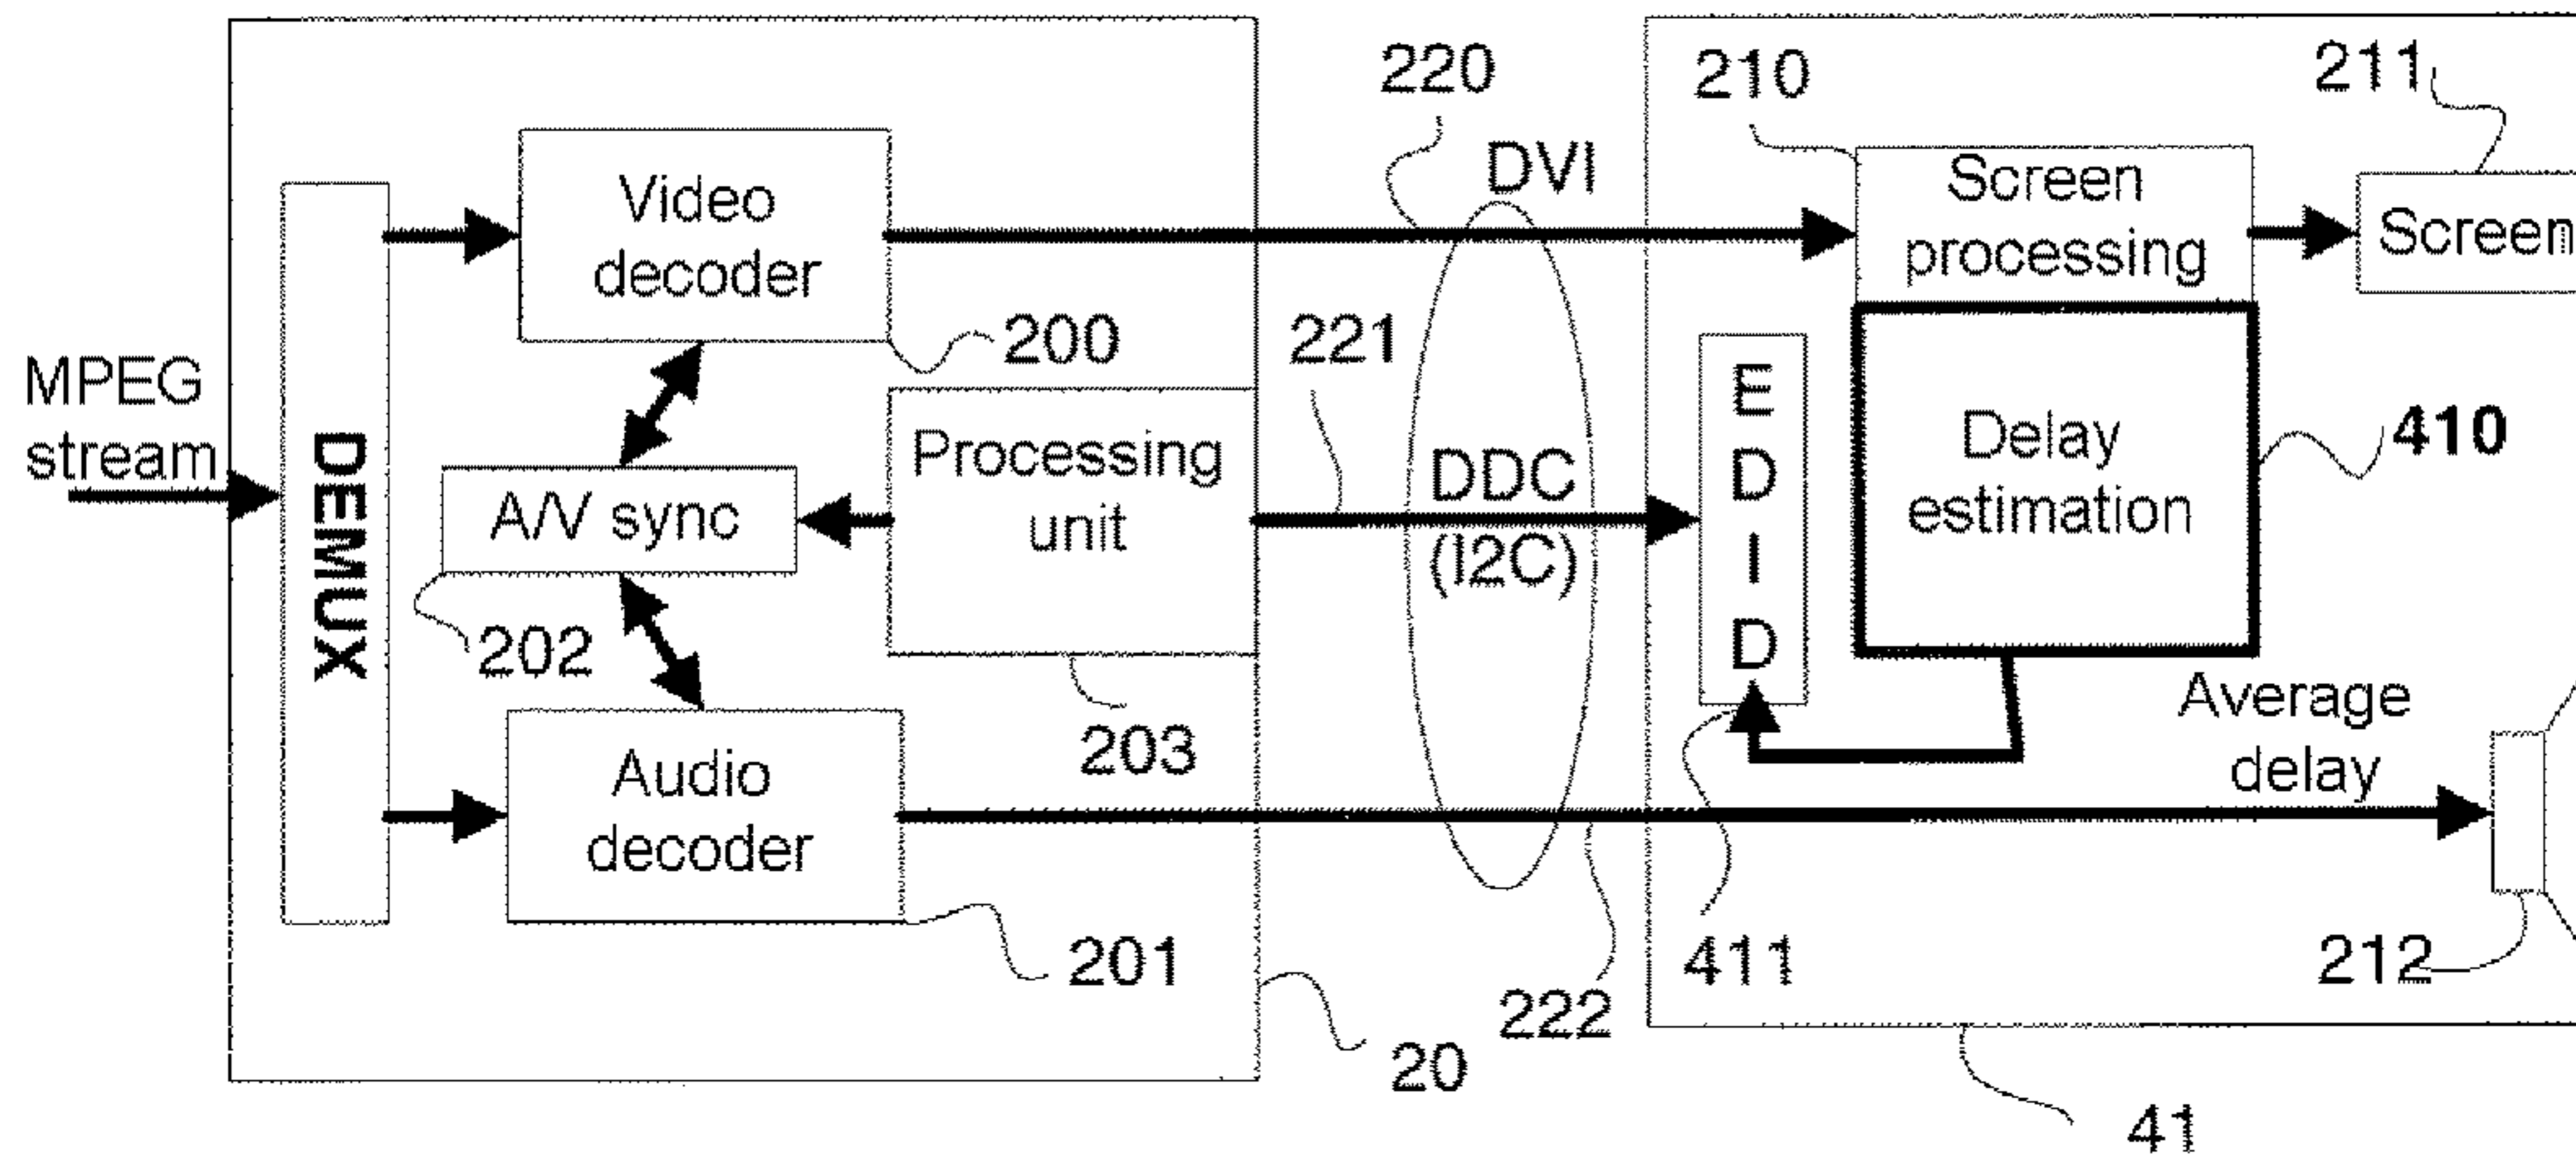 220
210
211
DVI
Video
decoder
Screen
processing
Screen
200
221
MPEG
stream
DEMUX
A/V sync
Processing
unit
DDC
(I2C)
EDID
Delay
estimation
410
202
203
Average
delay
Audio
decoder
201
222
411
212
20
41